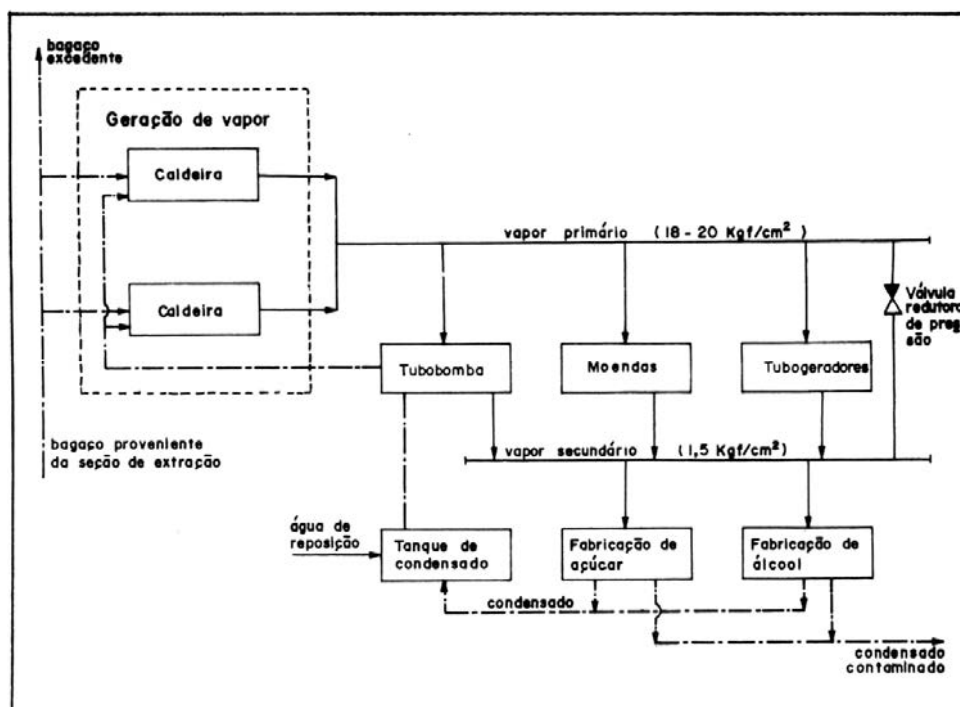 bagaço
excedente
Geração de vapor
Caldeira
vapor primário (18 - 20 Kgf/cm²)
Caldeira
Válvula
redutora
de pres
são
Tubobomba
Moendas
Tubogeradores
bagaço proveniente
da seção de extração
vapor secundário (1,5 Kgf/cm²)
água de
reposição
Tanque de
condensado
Fabricação de
açúcar
Fabricação de
álcool
condensado
condensado
contaminado